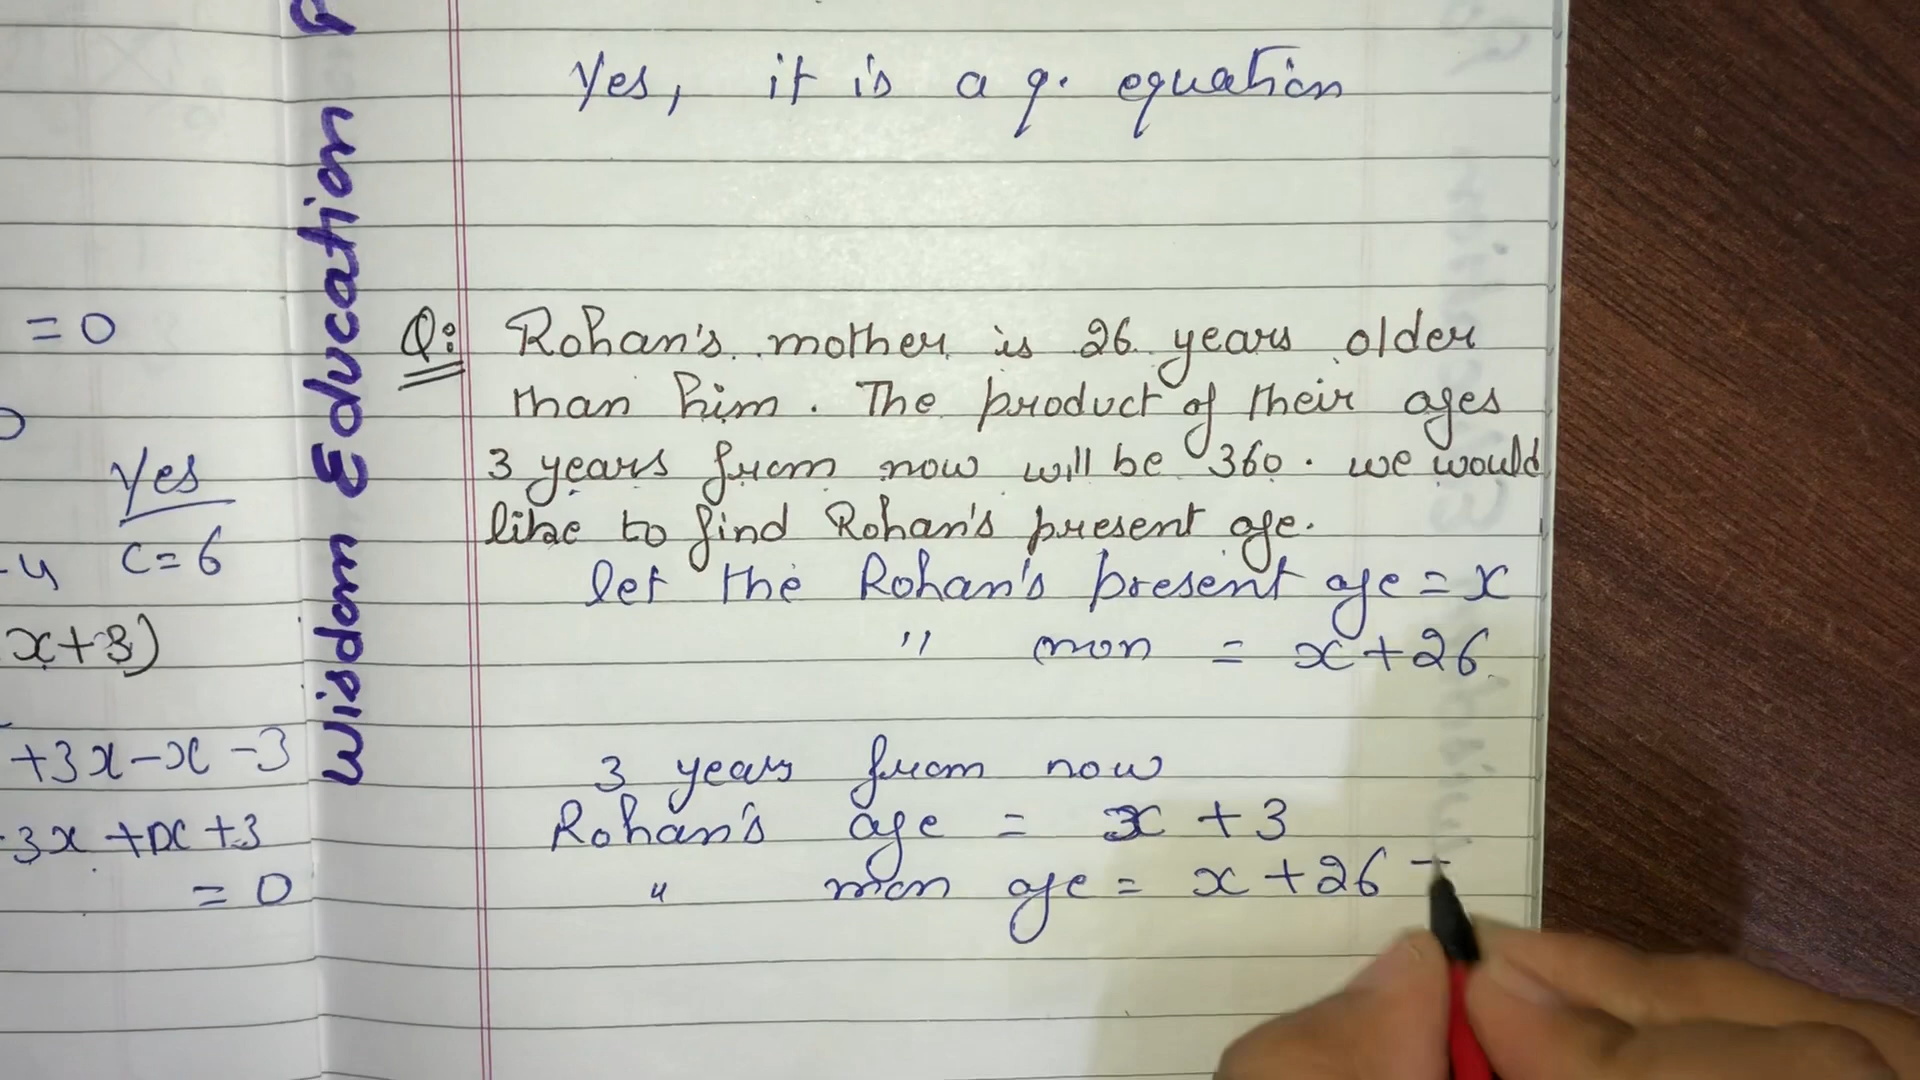 Yes, it is a q. equation
Q: Rohan's mother is 26 years older
than him. The product of their ages
3 years from now will be 360. we would
like to find Rohan's present age.
let the Rohan's present age = x
" mom = x+26
3 years from now
Rohan's age = x + 3
" mom age = x+26 -
Wisdom Education
= 0
Yes
-4 c=6
x+3)
+3x-x-3
3x+x+3
= 0